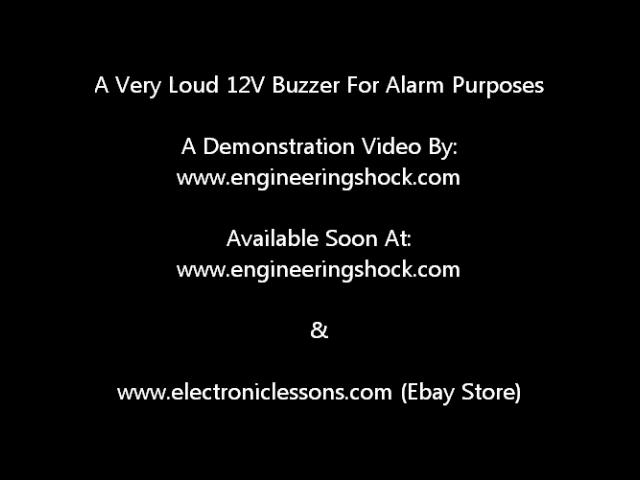 A Very Loud 12V Buzzer For Alarm Purposes
A Demonstration Video By:
www.engineeringshock.com
Available Soon At:
www.engineeringshock.com
&
www.electroniclessons.com (Ebay Store)